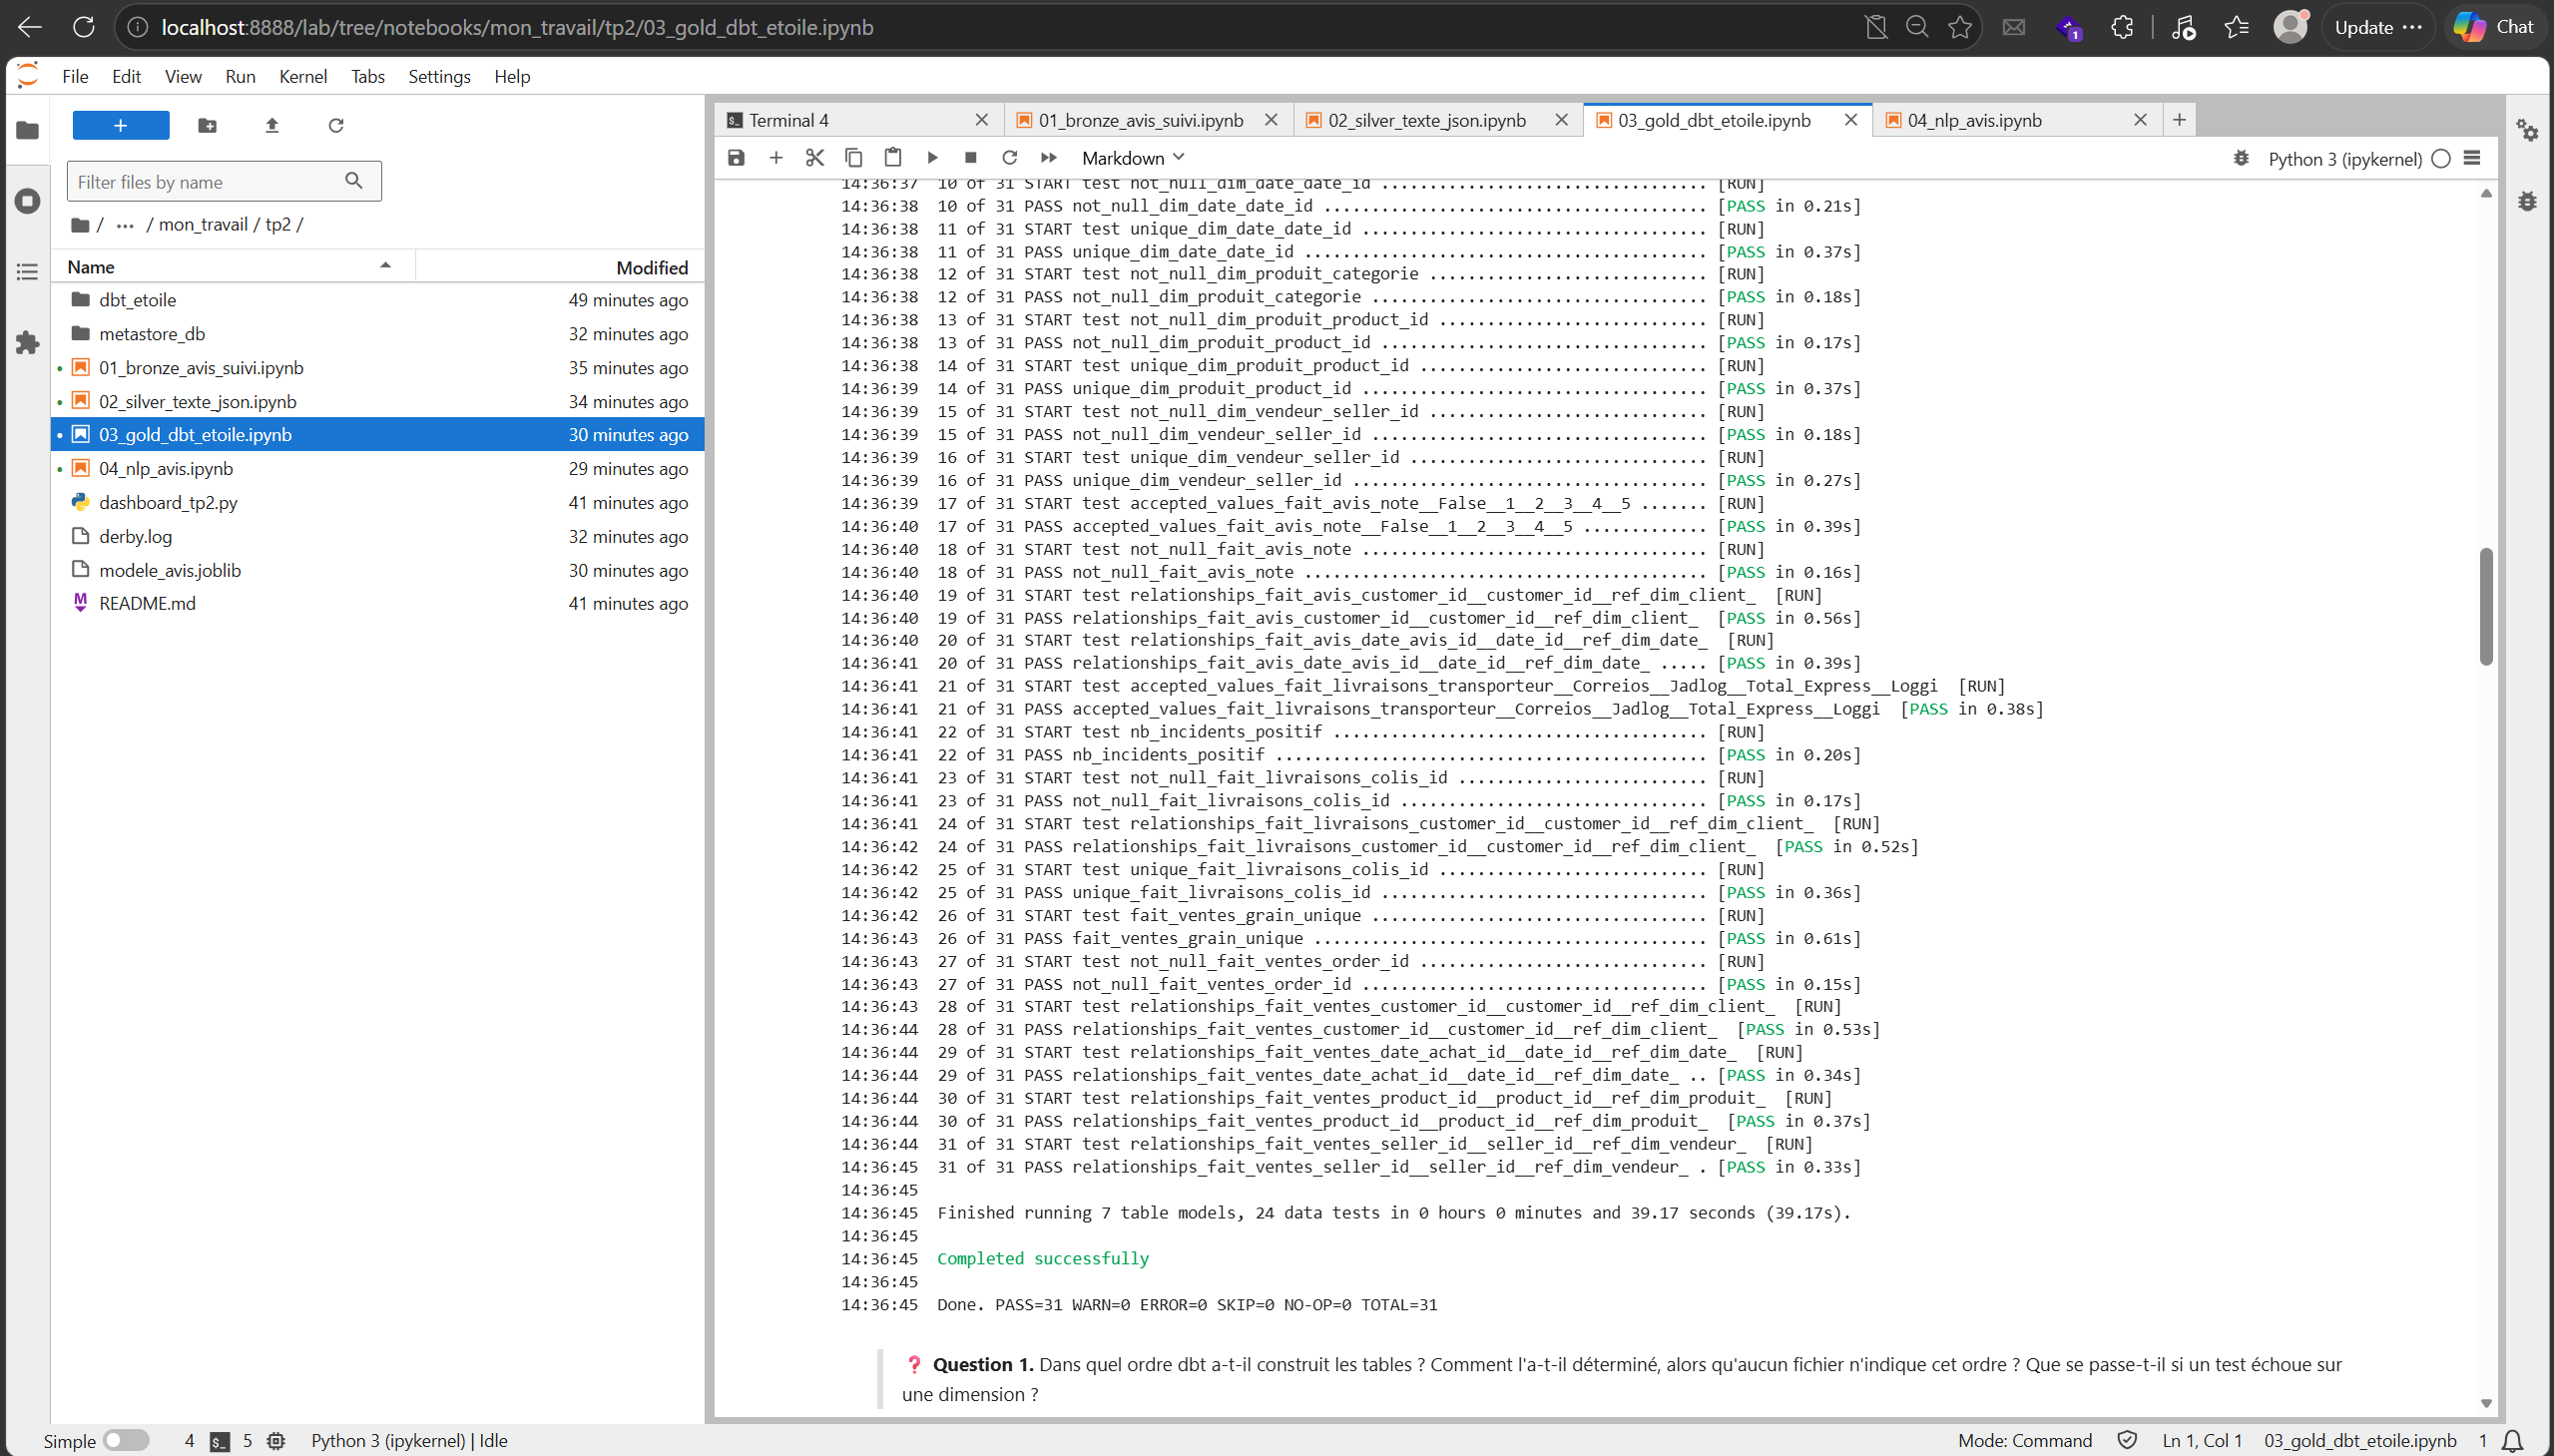 localhost:8888/lab/tree/notebooks/mon_travail/tp2/03_gold_dbt_etoile.ipynb
1
Update
Chat
File Edit View Run Kernel Tabs Settings Help
+
Filter files by name
/ ··· / mon_travail / tp2 /
Name Modified
dbt_etoile 49 minutes ago
metastore_db 32 minutes ago
01_bronze_avis_suivi.ipynb 35 minutes ago
02_silver_texte_json.ipynb 34 minutes ago
03_gold_dbt_etoile.ipynb 30 minutes ago
04_nlp_avis.ipynb 29 minutes ago
dashboard_tp2.py 41 minutes ago
derby.log 32 minutes ago
modele_avis.joblib 30 minutes ago
README.md 41 minutes ago
Terminal 4
01_bronze_avis_suivi.ipynb
02_silver_texte_json.ipynb
03_gold_dbt_etoile.ipynb
04_nlp_avis.ipynb
Markdown
Python 3 (ipykernel)
14:36:37  10 of 31 START test not_null_dim_date_date_id .................................. [RUN]
14:36:38  10 of 31 PASS not_null_dim_date_date_id ........................................ [PASS in 0.21s]
14:36:38  11 of 31 START test unique_dim_date_date_id .................................... [RUN]
14:36:38  11 of 31 PASS unique_dim_date_date_id .......................................... [PASS in 0.37s]
14:36:38  12 of 31 START test not_null_dim_produit_categorie ............................. [RUN]
14:36:38  12 of 31 PASS not_null_dim_produit_categorie ................................... [PASS in 0.18s]
14:36:38  13 of 31 START test not_null_dim_produit_product_id ............................ [RUN]
14:36:38  13 of 31 PASS not_null_dim_produit_product_id .................................. [PASS in 0.17s]
14:36:38  14 of 31 START test unique_dim_produit_product_id .............................. [RUN]
14:36:39  14 of 31 PASS unique_dim_produit_product_id .................................... [PASS in 0.37s]
14:36:39  15 of 31 START test not_null_dim_vendeur_seller_id ............................. [RUN]
14:36:39  15 of 31 PASS not_null_dim_vendeur_seller_id ................................... [PASS in 0.18s]
14:36:39  16 of 31 START test unique_dim_vendeur_seller_id ............................... [RUN]
14:36:39  16 of 31 PASS unique_dim_vendeur_seller_id ..................................... [PASS in 0.27s]
14:36:39  17 of 31 START test accepted_values_fait_avis_note__False__1__2__3__4__5 ....... [RUN]
14:36:40  17 of 31 PASS accepted_values_fait_avis_note__False__1__2__3__4__5 ............. [PASS in 0.39s]
14:36:40  18 of 31 START test not_null_fait_avis_note .................................... [RUN]
14:36:40  18 of 31 PASS not_null_fait_avis_note .......................................... [PASS in 0.16s]
14:36:40  19 of 31 START test relationships_fait_avis_customer_id__customer_id__ref_dim_client_  [RUN]
14:36:40  19 of 31 PASS relationships_fait_avis_customer_id__customer_id__ref_dim_client_  [PASS in 0.56s]
14:36:40  20 of 31 START test relationships_fait_avis_date_avis_id__date_id__ref_dim_date_  [RUN]
14:36:41  20 of 31 PASS relationships_fait_avis_date_avis_id__date_id__ref_dim_date_ ..... [PASS in 0.39s]
14:36:41  21 of 31 START test accepted_values_fait_livraisons_transporteur__Correios__Jadlog__Total_Express__Loggi  [RUN]
14:36:41  21 of 31 PASS accepted_values_fait_livraisons_transporteur__Correios__Jadlog__Total_Express__Loggi  [PASS in 0.38s]
14:36:41  22 of 31 START test nb_incidents_positif ....................................... [RUN]
14:36:41  22 of 31 PASS nb_incidents_positif ............................................. [PASS in 0.20s]
14:36:41  23 of 31 START test not_null_fait_livraisons_colis_id .......................... [RUN]
14:36:41  23 of 31 PASS not_null_fait_livraisons_colis_id ................................ [PASS in 0.17s]
14:36:41  24 of 31 START test relationships_fait_livraisons_customer_id__customer_id__ref_dim_client_  [RUN]
14:36:42  24 of 31 PASS relationships_fait_livraisons_customer_id__customer_id__ref_dim_client_  [PASS in 0.52s]
14:36:42  25 of 31 START test unique_fait_livraisons_colis_id ............................ [RUN]
14:36:42  25 of 31 PASS unique_fait_livraisons_colis_id .................................. [PASS in 0.36s]
14:36:42  26 of 31 START test fait_ventes_grain_unique ................................... [RUN]
14:36:43  26 of 31 PASS fait_ventes_grain_unique ......................................... [PASS in 0.61s]
14:36:43  27 of 31 START test not_null_fait_ventes_order_id .............................. [RUN]
14:36:43  27 of 31 PASS not_null_fait_ventes_order_id .................................... [PASS in 0.15s]
14:36:43  28 of 31 START test relationships_fait_ventes_customer_id__customer_id__ref_dim_client_  [RUN]
14:36:44  28 of 31 PASS relationships_fait_ventes_customer_id__customer_id__ref_dim_client_  [PASS in 0.53s]
14:36:44  29 of 31 START test relationships_fait_ventes_date_achat_id__date_id__ref_dim_date_  [RUN]
14:36:44  29 of 31 PASS relationships_fait_ventes_date_achat_id__date_id__ref_dim_date_ .. [PASS in 0.34s]
14:36:44  30 of 31 START test relationships_fait_ventes_product_id__product_id__ref_dim_produit_  [RUN]
14:36:44  30 of 31 PASS relationships_fait_ventes_product_id__product_id__ref_dim_produit_  [PASS in 0.37s]
14:36:44  31 of 31 START test relationships_fait_ventes_seller_id__seller_id__ref_dim_vendeur_  [RUN]
14:36:45  31 of 31 PASS relationships_fait_ventes_seller_id__seller_id__ref_dim_vendeur_ . [PASS in 0.33s]
14:36:45
14:36:45  Finished running 7 table models, 24 data tests in 0 hours 0 minutes and 39.17 seconds (39.17s).
14:36:45
14:36:45  Completed successfully
14:36:45
14:36:45  Done. PASS=31 WARN=0 ERROR=0 SKIP=0 NO-OP=0 TOTAL=31
❓ Question 1. Dans quel ordre dbt a-t-il construit les tables ? Comment l'a-t-il déterminé, alors qu'aucun fichier n'indique cet ordre ? Que se passe-t-il si un test échoue sur
une dimension ?
Simple 4 5 Python 3 (ipykernel) | Idle Mode: Command Ln 1, Col 1 03_gold_dbt_etoile.ipynb 1